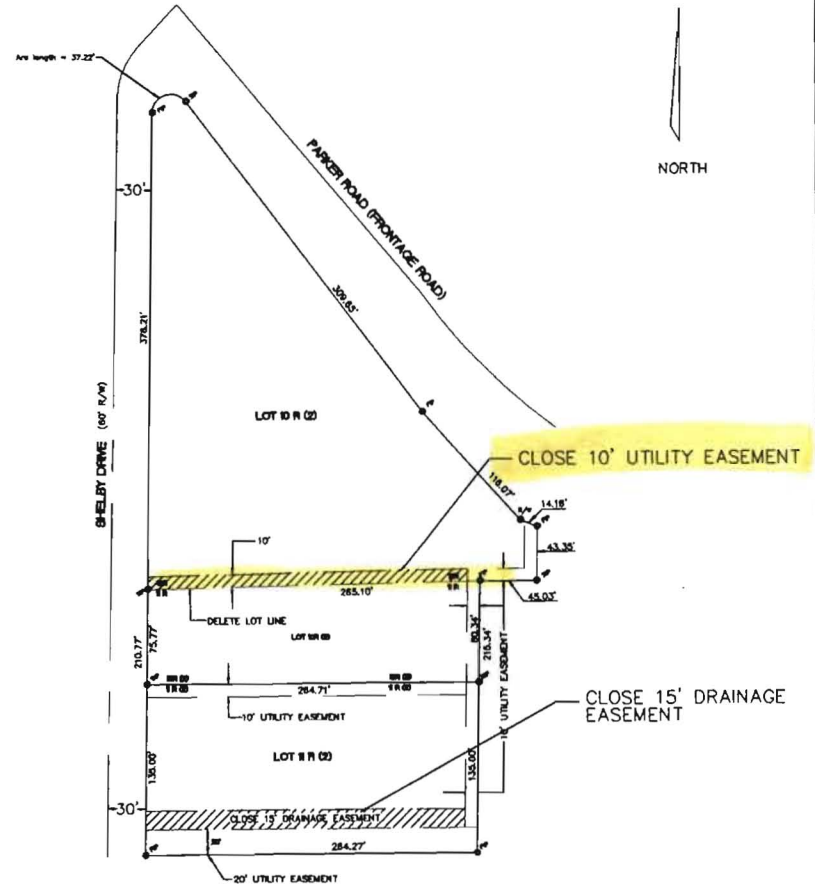 Arc length = 37.22'
30'
PARKER ROAD (FRONTAGE ROAD)
NORTH
309.65'
378.21'
SHELBY DRIVE (60' R/W)
LOT 10 R (2)
CLOSE 10' UTILITY EASEMENT
118.07'
14.16'
10'
43.35'
265.10'
45.03'
DELETE LOT LINE
210.77'
75.77'
80.34'
215.34'
264.71'
10' UTILITY EASEMENT
UTILITY EASEMENT
CLOSE 15' DRAINAGE
EASEMENT
LOT 11 R (2)
135.00'
135.00'
30'
CLOSE 15' DRAINAGE EASEMENT
264.27'
20' UTILITY EASEMENT